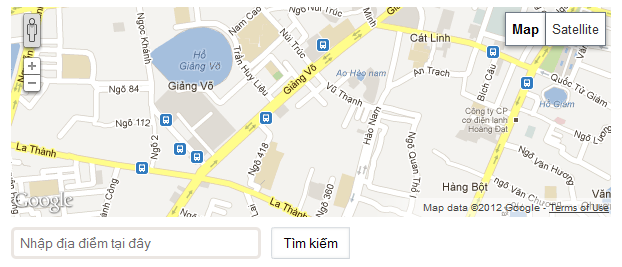 Map
Satellite
Nam Cao
Núi Trúc
Núi Trúc
Minh
Cát Linh
Ngọc Khánh
Hồ Giảng Võ
Trần Huy Liệu
Giảng Võ
Giảng Võ
Ao Hào nam
An Trạch
Bích Câu
Quốc Tử Giám
Hồ Giám
Ngõ 84
Vũ Thạnh
Hào Nam
Công ty CP
cơ điện lạnh
Hoàng Đạt
Ngõ 112
Ngõ 2
Ngõ 418
Ngõ Quan Thổ I
Ngõ Văn Hương
La Thành
La Thành
Ngõ 360
Hàng Bột
ngõ Văn Chương
Google
Map data ©2012 Google - Terms of Use
Nhập địa điểm tại đây
Tìm kiếm